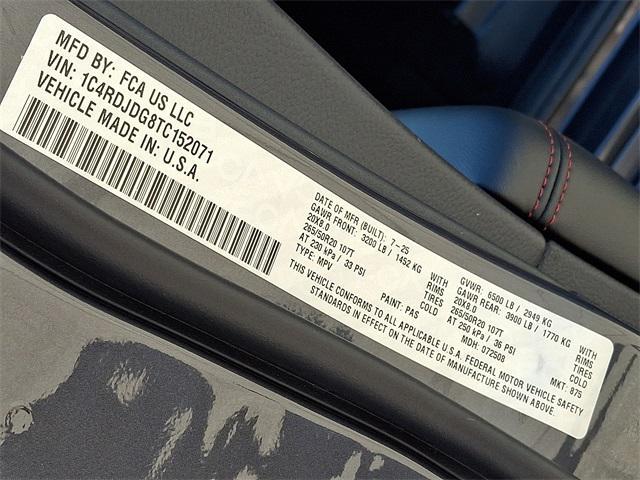 MFD BY: FCA US LLC
VIN: 1C4RDJDG8TC152071
VEHICLE MADE IN: U.S.A.
DATE OF MFR (BUILT): 7-25
GAWR FRONT: 3200 LB / 1452 KG WITH
20X8.0 RIMS
265/50R20 107T TIRES
AT 230 kPa / 33 PSI COLD
TYPE: MPV PAINT: PAS
GVWR: 6500 LB / 2949 KG
GAWR REAR: 3900 LB / 1770 KG WITH
20X8.0 RIMS
265/50R20 107T TIRES
AT 250 kPa / 36 PSI COLD
MDH: 072508 MKT: 875
THIS VEHICLE CONFORMS TO ALL APPLICABLE U.S.A. FEDERAL MOTOR VEHICLE SAFETY
STANDARDS IN EFFECT ON THE DATE OF MANUFACTURE SHOWN ABOVE.